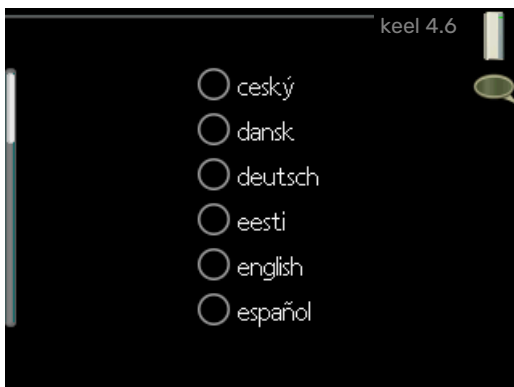 keel 4.6
ceský
dansk
deutsch
eesti
english
español